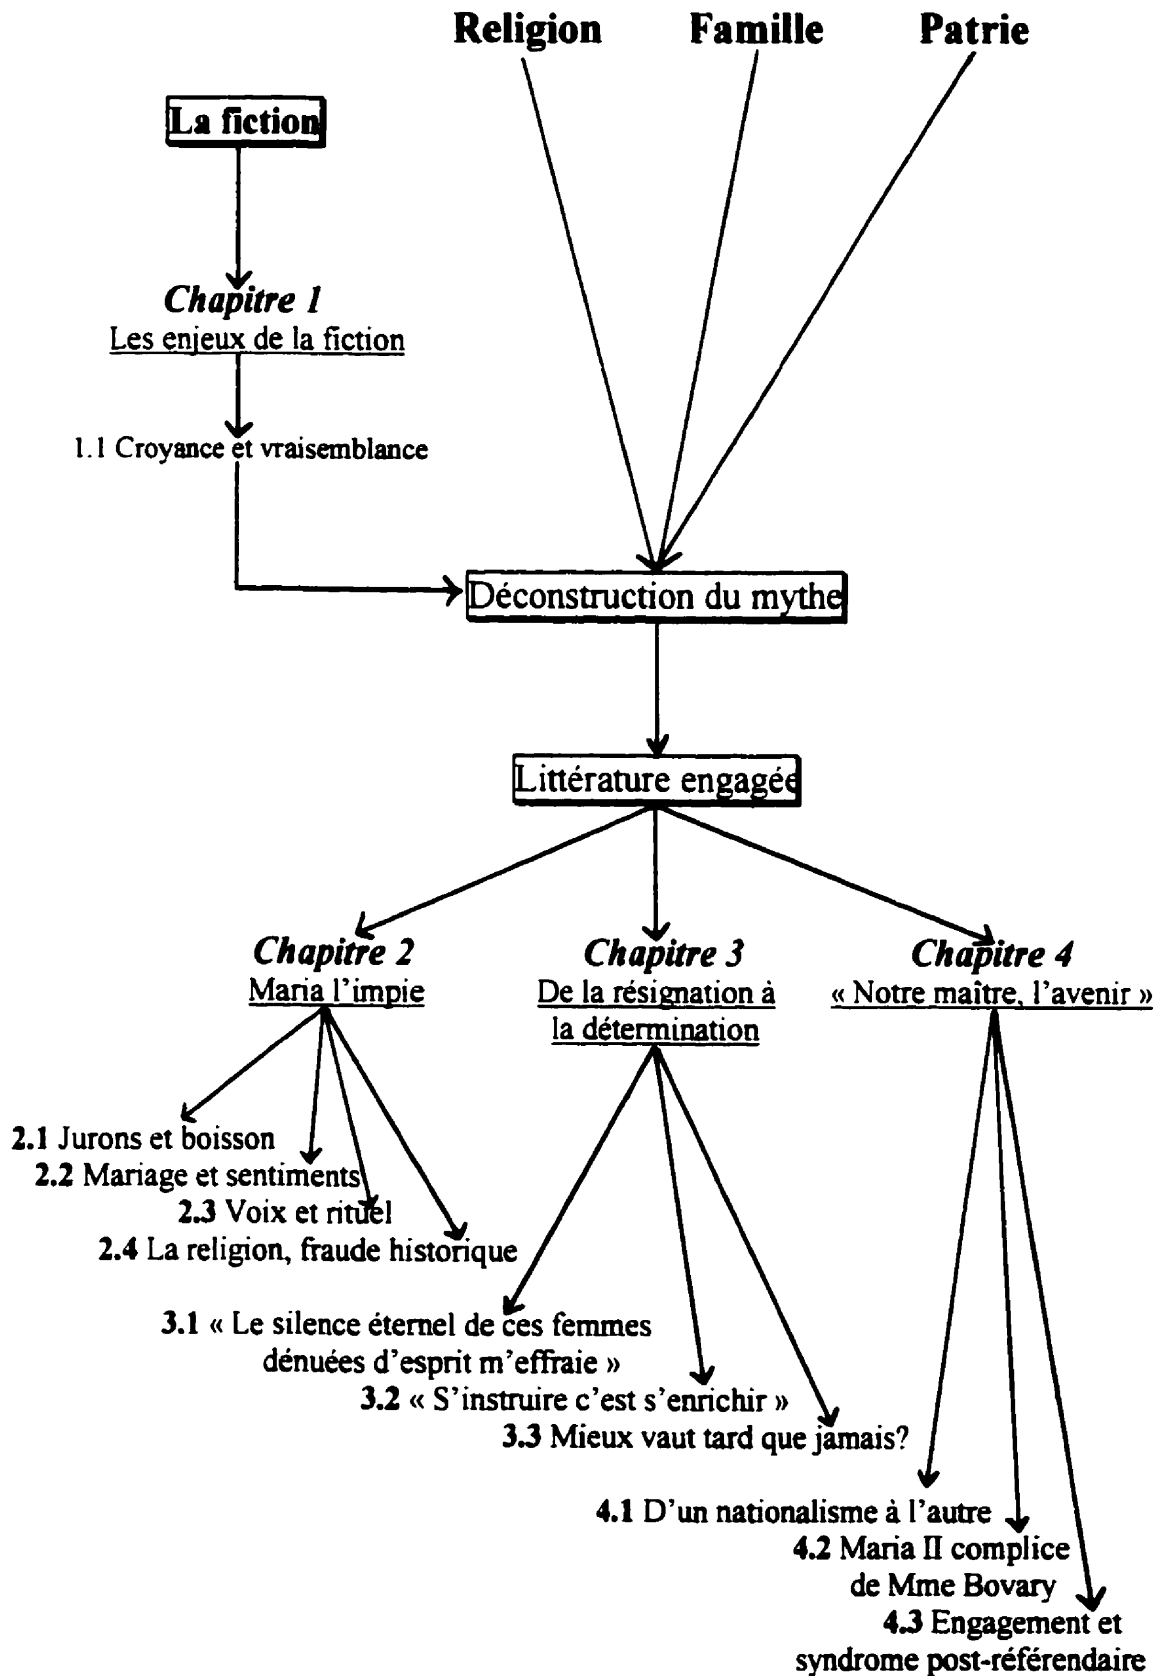 Religion Famille Patrie
La fiction
Chapitre 1
Les enjeux de la fiction
1.1 Croyance et vraisemblance
Déconstruction du mythe
Littérature engagée
Chapitre 2
Maria l'impie
2.1 Jurons et boisson
2.2 Mariage et sentiments
2.3 Voix et rituel
2.4 La religion, fraude historique
Chapitre 3
De la résignation à
la détermination
3.1 « Le silence éternel de ces femmes
dénuées d'esprit m'effraie »
3.2 « S'instruire c'est s'enrichir »
3.3 Mieux vaut tard que jamais?
Chapitre 4
« Notre maître, l'avenir »
4.1 D'un nationalisme à l'autre
4.2 Maria II complice
de Mme Bovary
4.3 Engagement et
syndrome post-référendaire